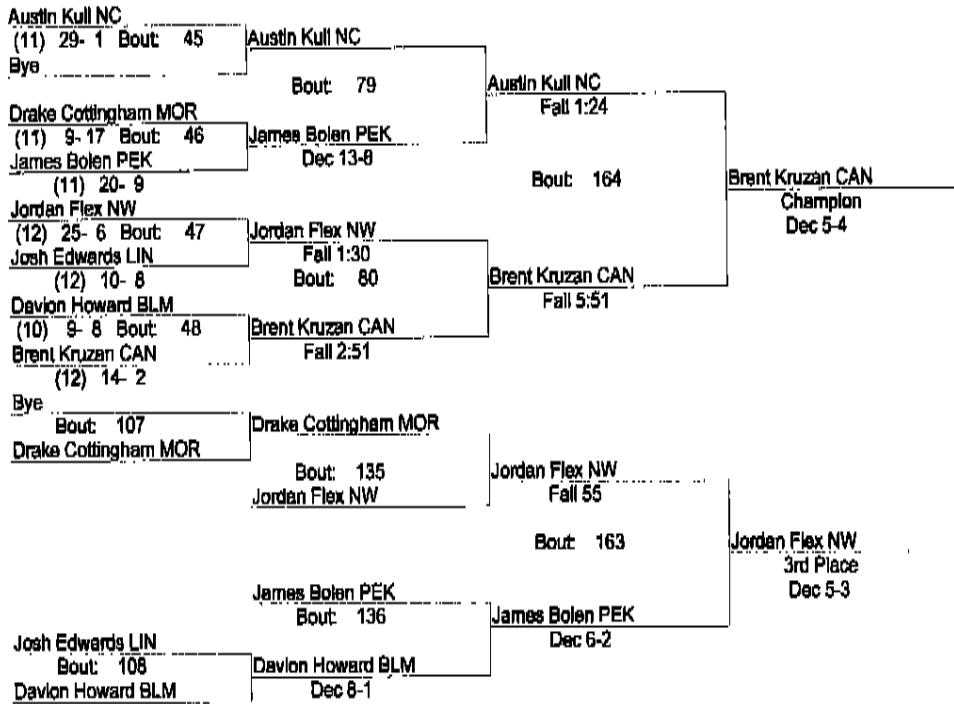 Austin Kull NC
(11) 29- 1 Bout: 45
Bye
Austin Kull NC
Bout: 79
Drake Cottingham MOR
(11) 9- 17 Bout: 46
James Bolen PEK
(11) 20- 9
James Bolen PEK
Dec 13-8
Austin Kull NC
Fall 1:24
Bout: 164
Jordan Flex NW
(12) 25- 6 Bout: 47
Josh Edwards LIN
(12) 10- 8
Jordan Flex NW
Fall 1:30
Bout: 80
Davion Howard BLM
(10) 9- 8 Bout: 48
Brent Kruzan CAN
(12) 14- 2
Brent Kruzan CAN
Fall 2:51
Brent Kruzan CAN
Fall 5:51
Brent Kruzan CAN
Champion
Dec 5-4
Bye
Bout: 107
Drake Cottingham MOR
Drake Cottingham MOR
Bout: 135
Jordan Flex NW
Jordan Flex NW
Fall 55
Bout: 163
Jordan Flex NW
3rd Place
Dec 5-3
James Bolen PEK
Bout: 136
James Bolen PEK
Dec 6-2
Josh Edwards LIN
Bout: 108
Davion Howard BLM
Davion Howard BLM
Dec 8-1